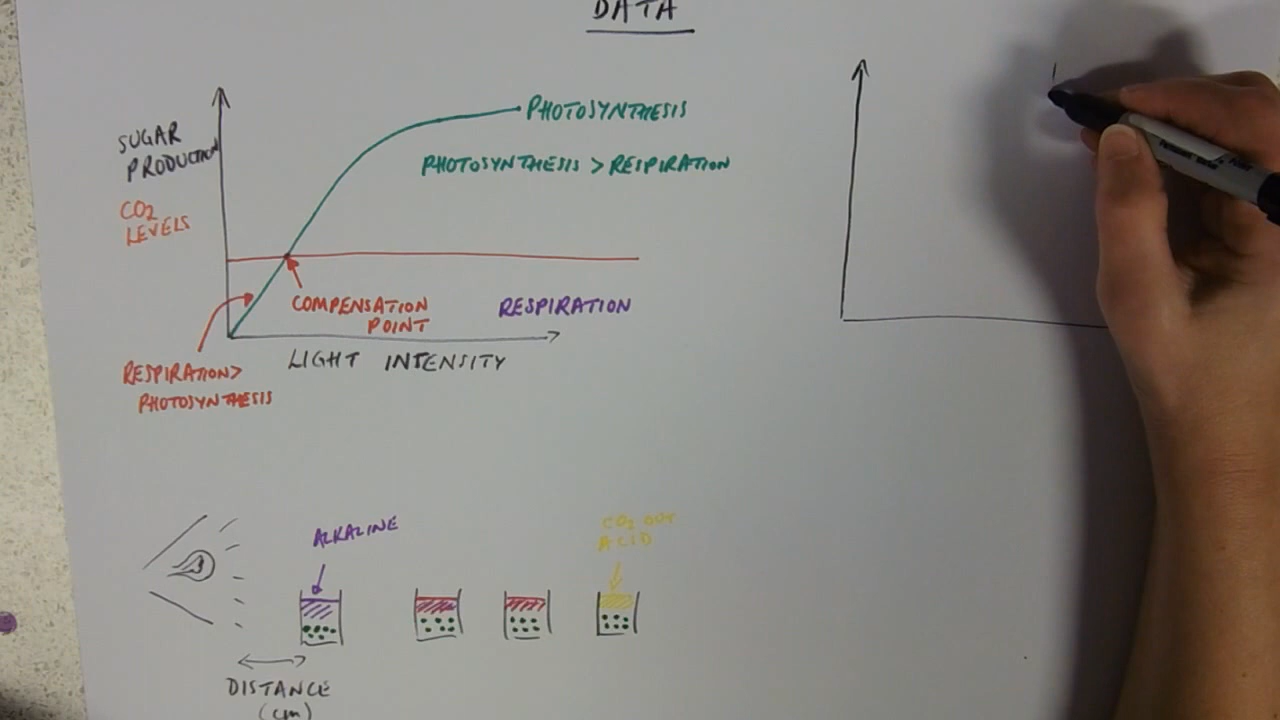 DATA
SUGAR
PRODUCTION
CO2
LEVELS
PHOTOSYNTHESIS
PHOTOSYNTHESIS > RESPIRATION
COMPENSATION
POINT
RESPIRATION
LIGHT INTENSITY
RESPIRATION>
PHOTOSYNTHESIS
ALKALINE
CO2 OUT
ACID
DISTANCE
(cm)